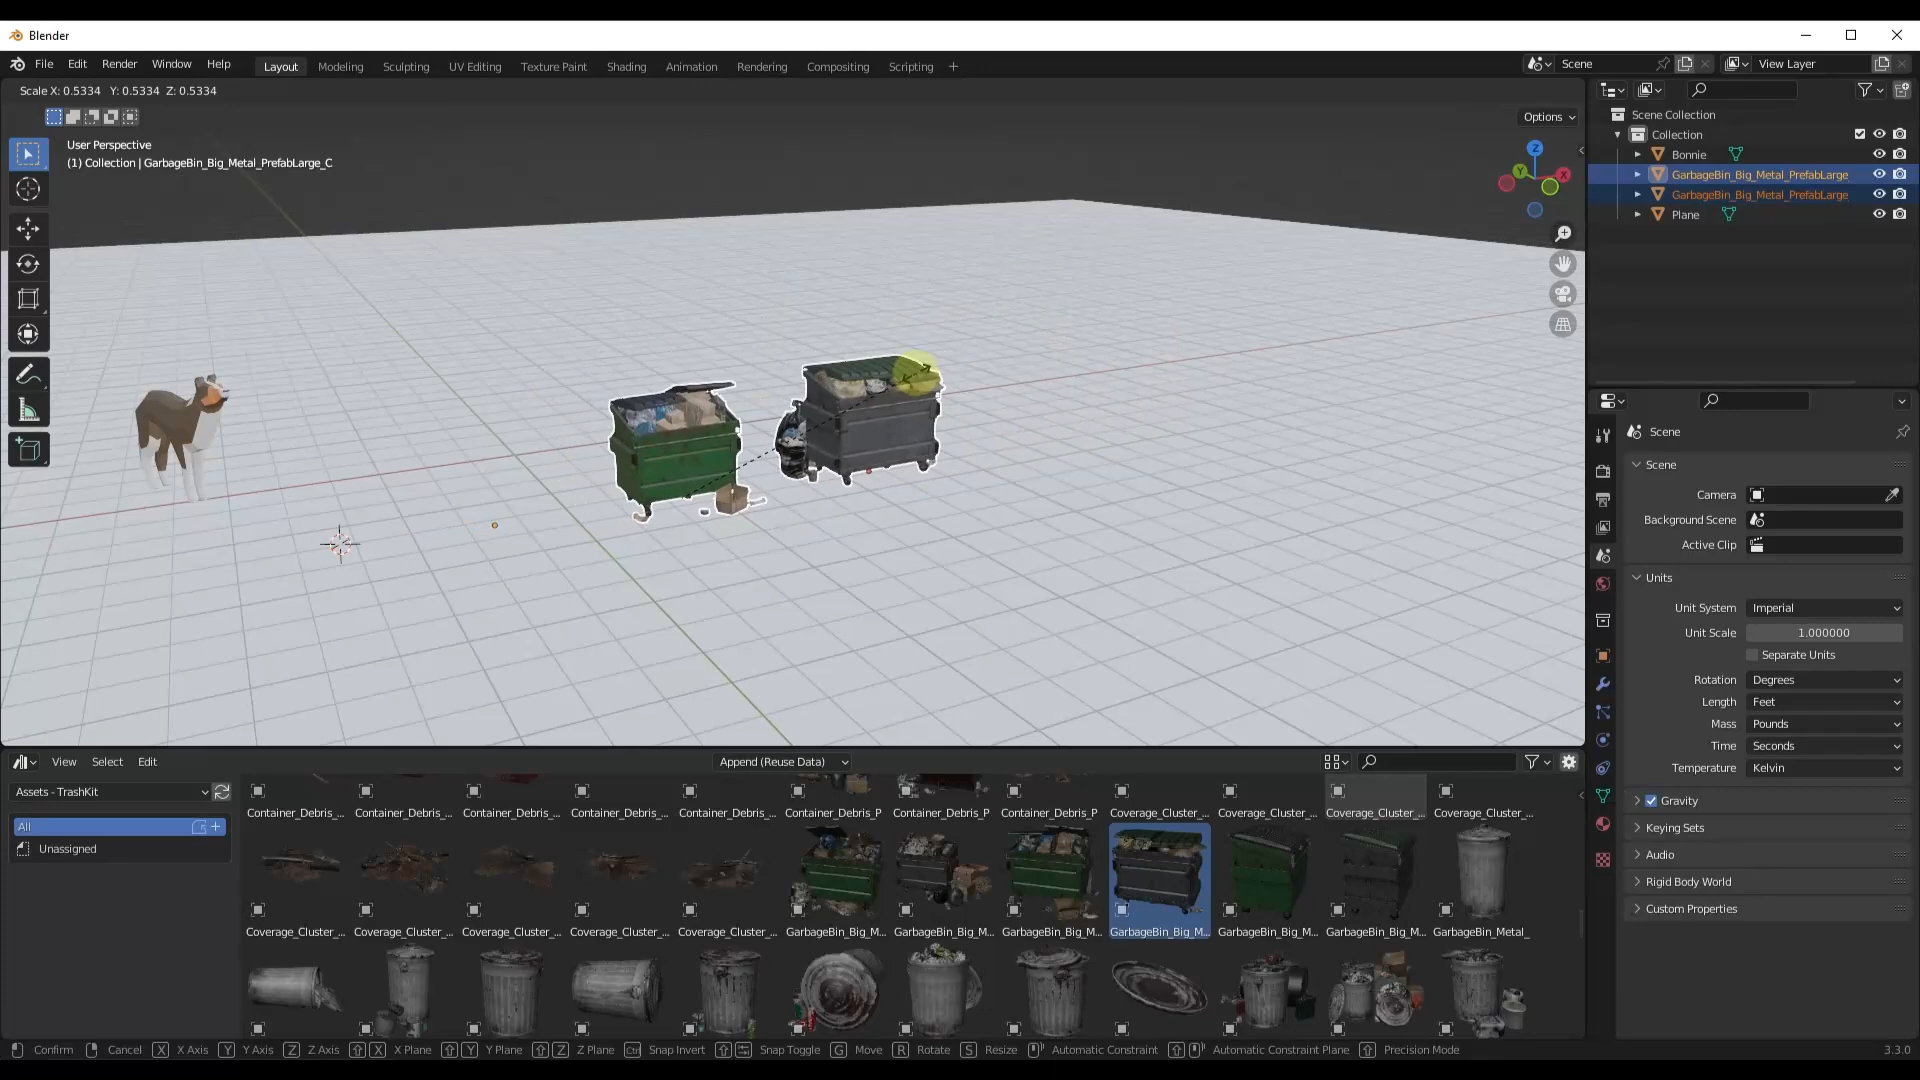 Blender
File Edit Render Window Help Layout Modeling Sculpting UV Editing Texture Paint Shading Animation Rendering Compositing Scripting + Scene View Layer
Scale X: 0.5334 Y: 0.5334 Z: 0.5334
Options
User Perspective
(1) Collection | GarbageBin_Big_Metal_PrefabLarge_C
Z
Y
X
Scene Collection
Collection
Bonnie
GarbageBin_Big_Metal_PrefabLarge
GarbageBin_Big_Metal_PrefabLarge
Plane
Scene
Scene
Camera
Background Scene
Active Clip
Units
Unit System Imperial
Unit Scale 1.000000
Separate Units
Rotation Degrees
Length Feet
Mass Pounds
Time Seconds
Temperature Kelvin
Gravity
Keying Sets
Audio
Rigid Body World
Custom Properties
View Select Edit Append (Reuse Data)
Assets - TrashKit
All
Unassigned
Container_Debris_... Container_Debris_... Container_Debris_... Container_Debris_... Container_Debris_... Container_Debris_P Container_Debris_P Container_Debris_P Coverage_Cluster_... Coverage_Cluster_... Coverage_Cluster_... Coverage_Cluster_...
Coverage_Cluster_... Coverage_Cluster_... Coverage_Cluster_... Coverage_Cluster_... Coverage_Cluster_... GarbageBin_Big_M... GarbageBin_Big_M... GarbageBin_Big_M... GarbageBin_Big_M... GarbageBin_Big_M... GarbageBin_Big_M... GarbageBin_Metal_
Confirm Cancel X X Axis Y Y Axis Z Z Axis X X Plane Y Y Plane Z Z Plane Ctrl Snap Invert Snap Toggle G Move R Rotate S Resize Automatic Constraint Automatic Constraint Plane Precision Mode 3.3.0